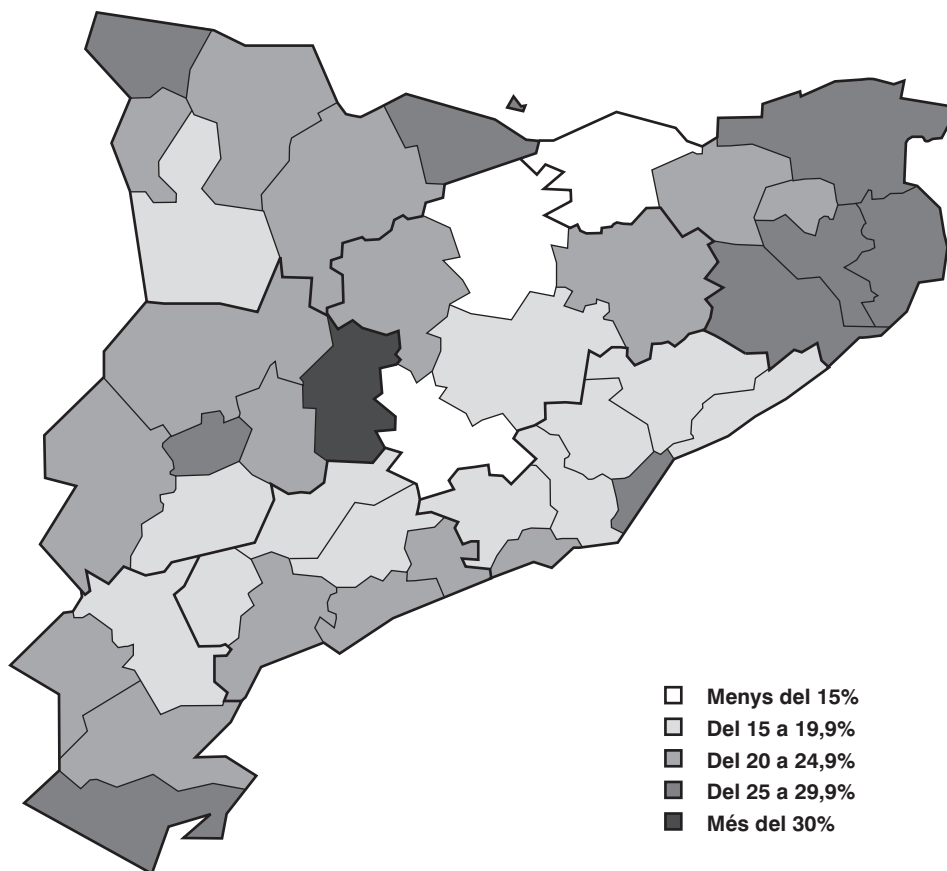 Menys del 15%
Del 15 a 19,9%
Del 20 a 24,9%
Del 25 a 29,9%
Més del 30%